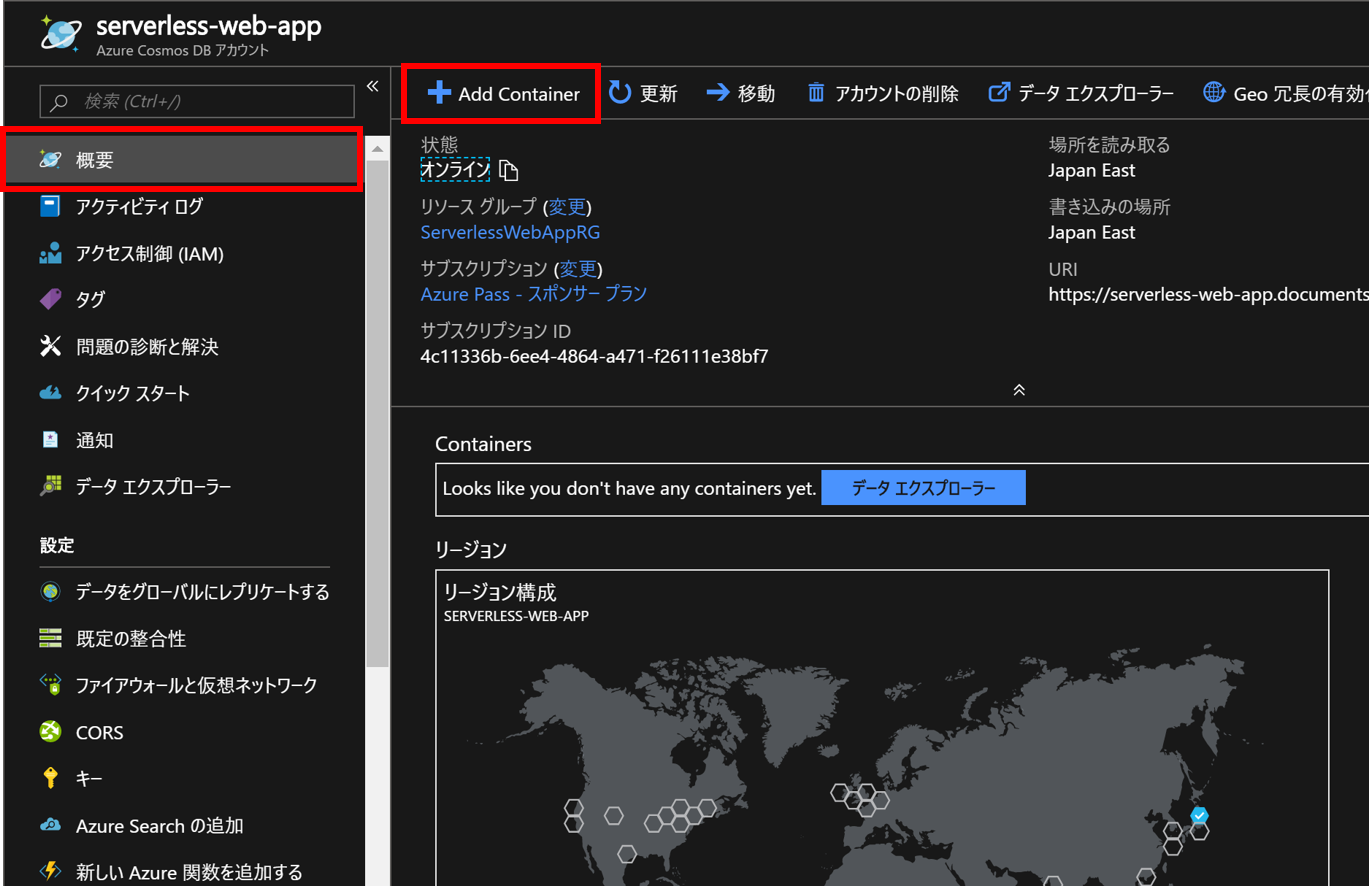 serverless-web-app
Azure Cosmos DB アカウント
検索 (Ctrl+/)
概要
アクティビティ ログ
アクセス制御 (IAM)
タグ
問題の診断と解決
クイック スタート
通知
データ エクスプローラー
設定
データをグローバルにレプリケートする
既定の整合性
ファイアウォールと仮想ネットワーク
CORS
キー
Azure Search の追加
新しい Azure 関数を追加する
Add Container 更新 移動 アカウントの削除 データ エクスプローラー Geo 冗長の有効
状態
オンライン
リソース グループ (変更)
ServerlessWebAppRG
サブスクリプション (変更)
Azure Pass - スポンサー プラン
サブスクリプション ID
4c11336b-6ee4-4864-a471-f26111e38bf7
場所を読み取る
Japan East
書き込みの場所
Japan East
URI
https://serverless-web-app.documents
Containers
Looks like you don't have any containers yet. データ エクスプローラー
リージョン
リージョン構成
SERVERLESS-WEB-APP